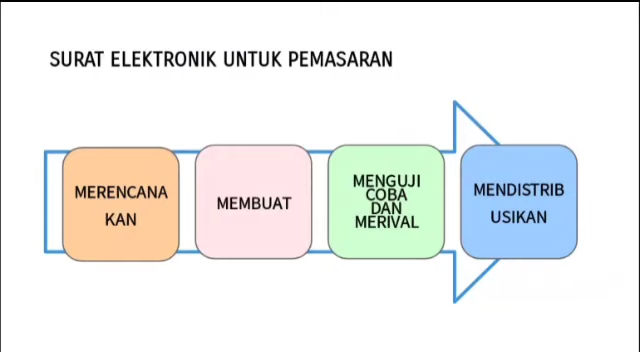 SURAT ELEKTRONIK UNTUK PEMASARAN
MERENCANA
KAN
MEMBUAT
MENGUJI
COBA
DAN
MERIVAL
MENDISTRIB
USIKAN